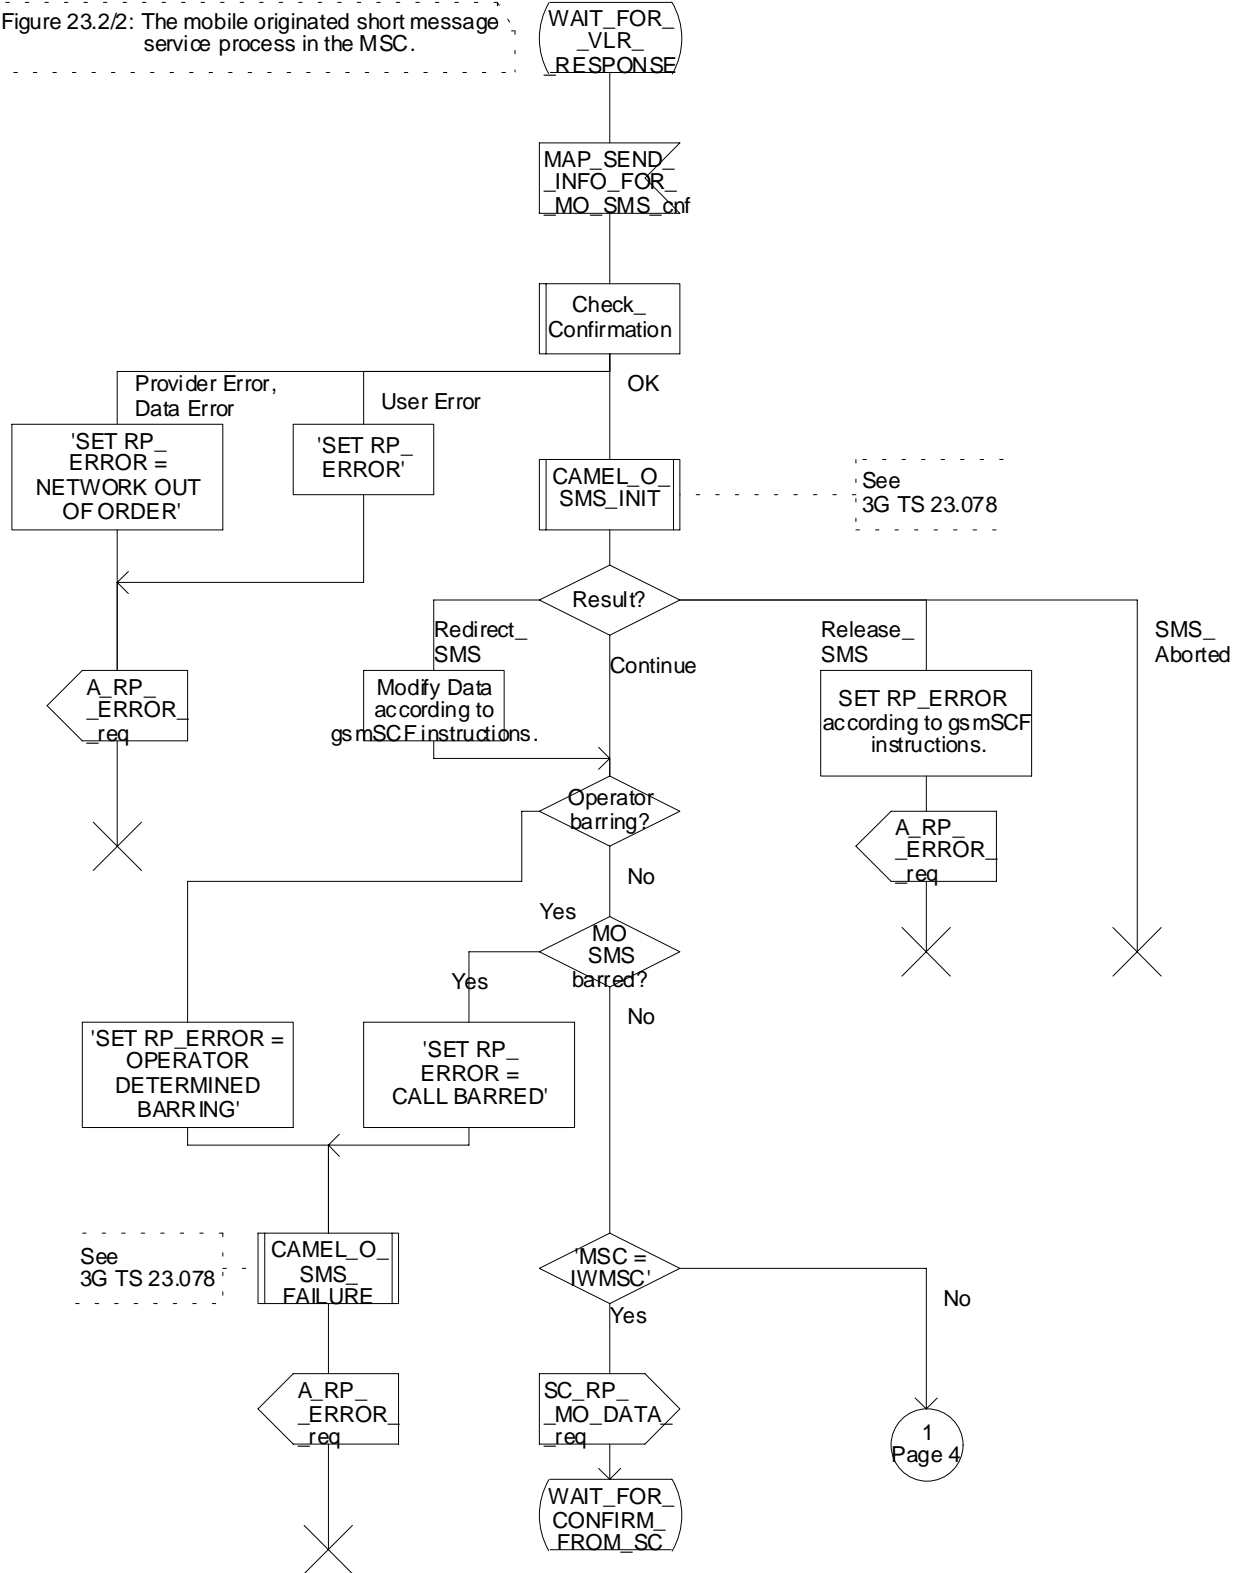 Figure 23.2/2: The mobile originated short message
service process in the MSC.
WAIT_FOR_
_VLR_
_RESPONSE
MAP_SEND_
_INFO_FOR_
_MO_SMS_cnf
Check_
Confirmation
Provider Error,
Data Error
User Error
OK
'SET RP_
ERROR =
NETWORK OUT
OF ORDER'
'SET RP_
ERROR'
CAMEL_O_
SMS_INIT
See
3G TS 23.078
Result?
Redirect_
SMS
Continue
Release_
SMS
SMS_
Aborted
A_RP_
_ERROR_
_req
Modify Data
according to
gsmSCF instructions.
SET RP_ERROR
according to gsmSCF
instructions.
Operator
barring?
A_RP_
_ERROR_
_req
No
Yes
MO
SMS
barred?
Yes
No
'SET RP_ERROR =
OPERATOR
DETERMINED
BARRING'
'SET RP_
ERROR =
CALL BARRED'
See
3G TS 23.078
CAMEL_O_
SMS_
FAILURE
'MSC =
IWMSC'
No
Yes
A_RP_
_ERROR_
_req
SC_RP_
_MO_DATA_
_req
1
Page 4
WAIT_FOR_
CONFIRM_
FROM_SC